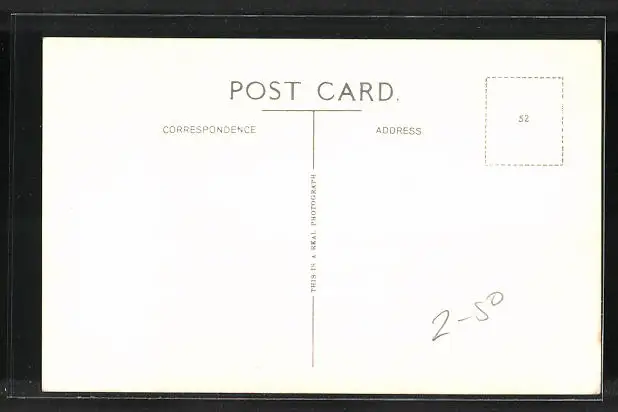 POST CARD.
CORRESPONDENCE
ADDRESS
52
THIS IS A REAL PHOTOGRAPH
2-50